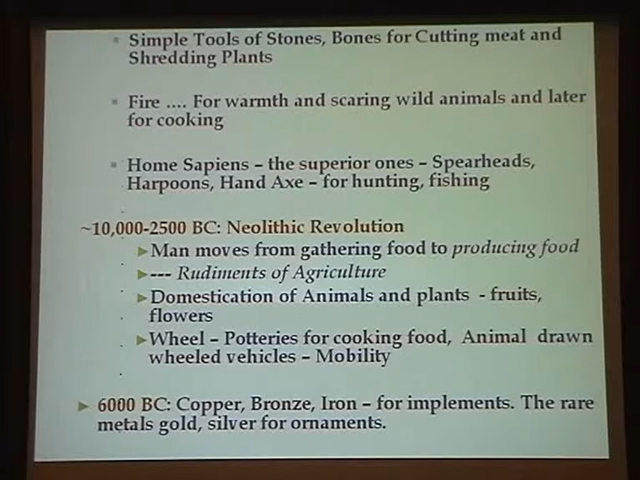 Simple Tools of Stones, Bones for Cutting meat and
Shredding Plants
Fire .... For warmth and scaring wild animals and later
for cooking
Home Sapiens – the superior ones – Spearheads,
Harpoons, Hand Axe – for hunting, fishing
~10,000-2500 BC: Neolithic Revolution
Man moves from gathering food to producing food
--- Rudiments of Agriculture
Domestication of Animals and plants - fruits,
flowers
Wheel – Potteries for cooking food, Animal drawn
wheeled vehicles – Mobility
6000 BC: Copper, Bronze, Iron – for implements. The rare
metals gold, silver for ornaments.